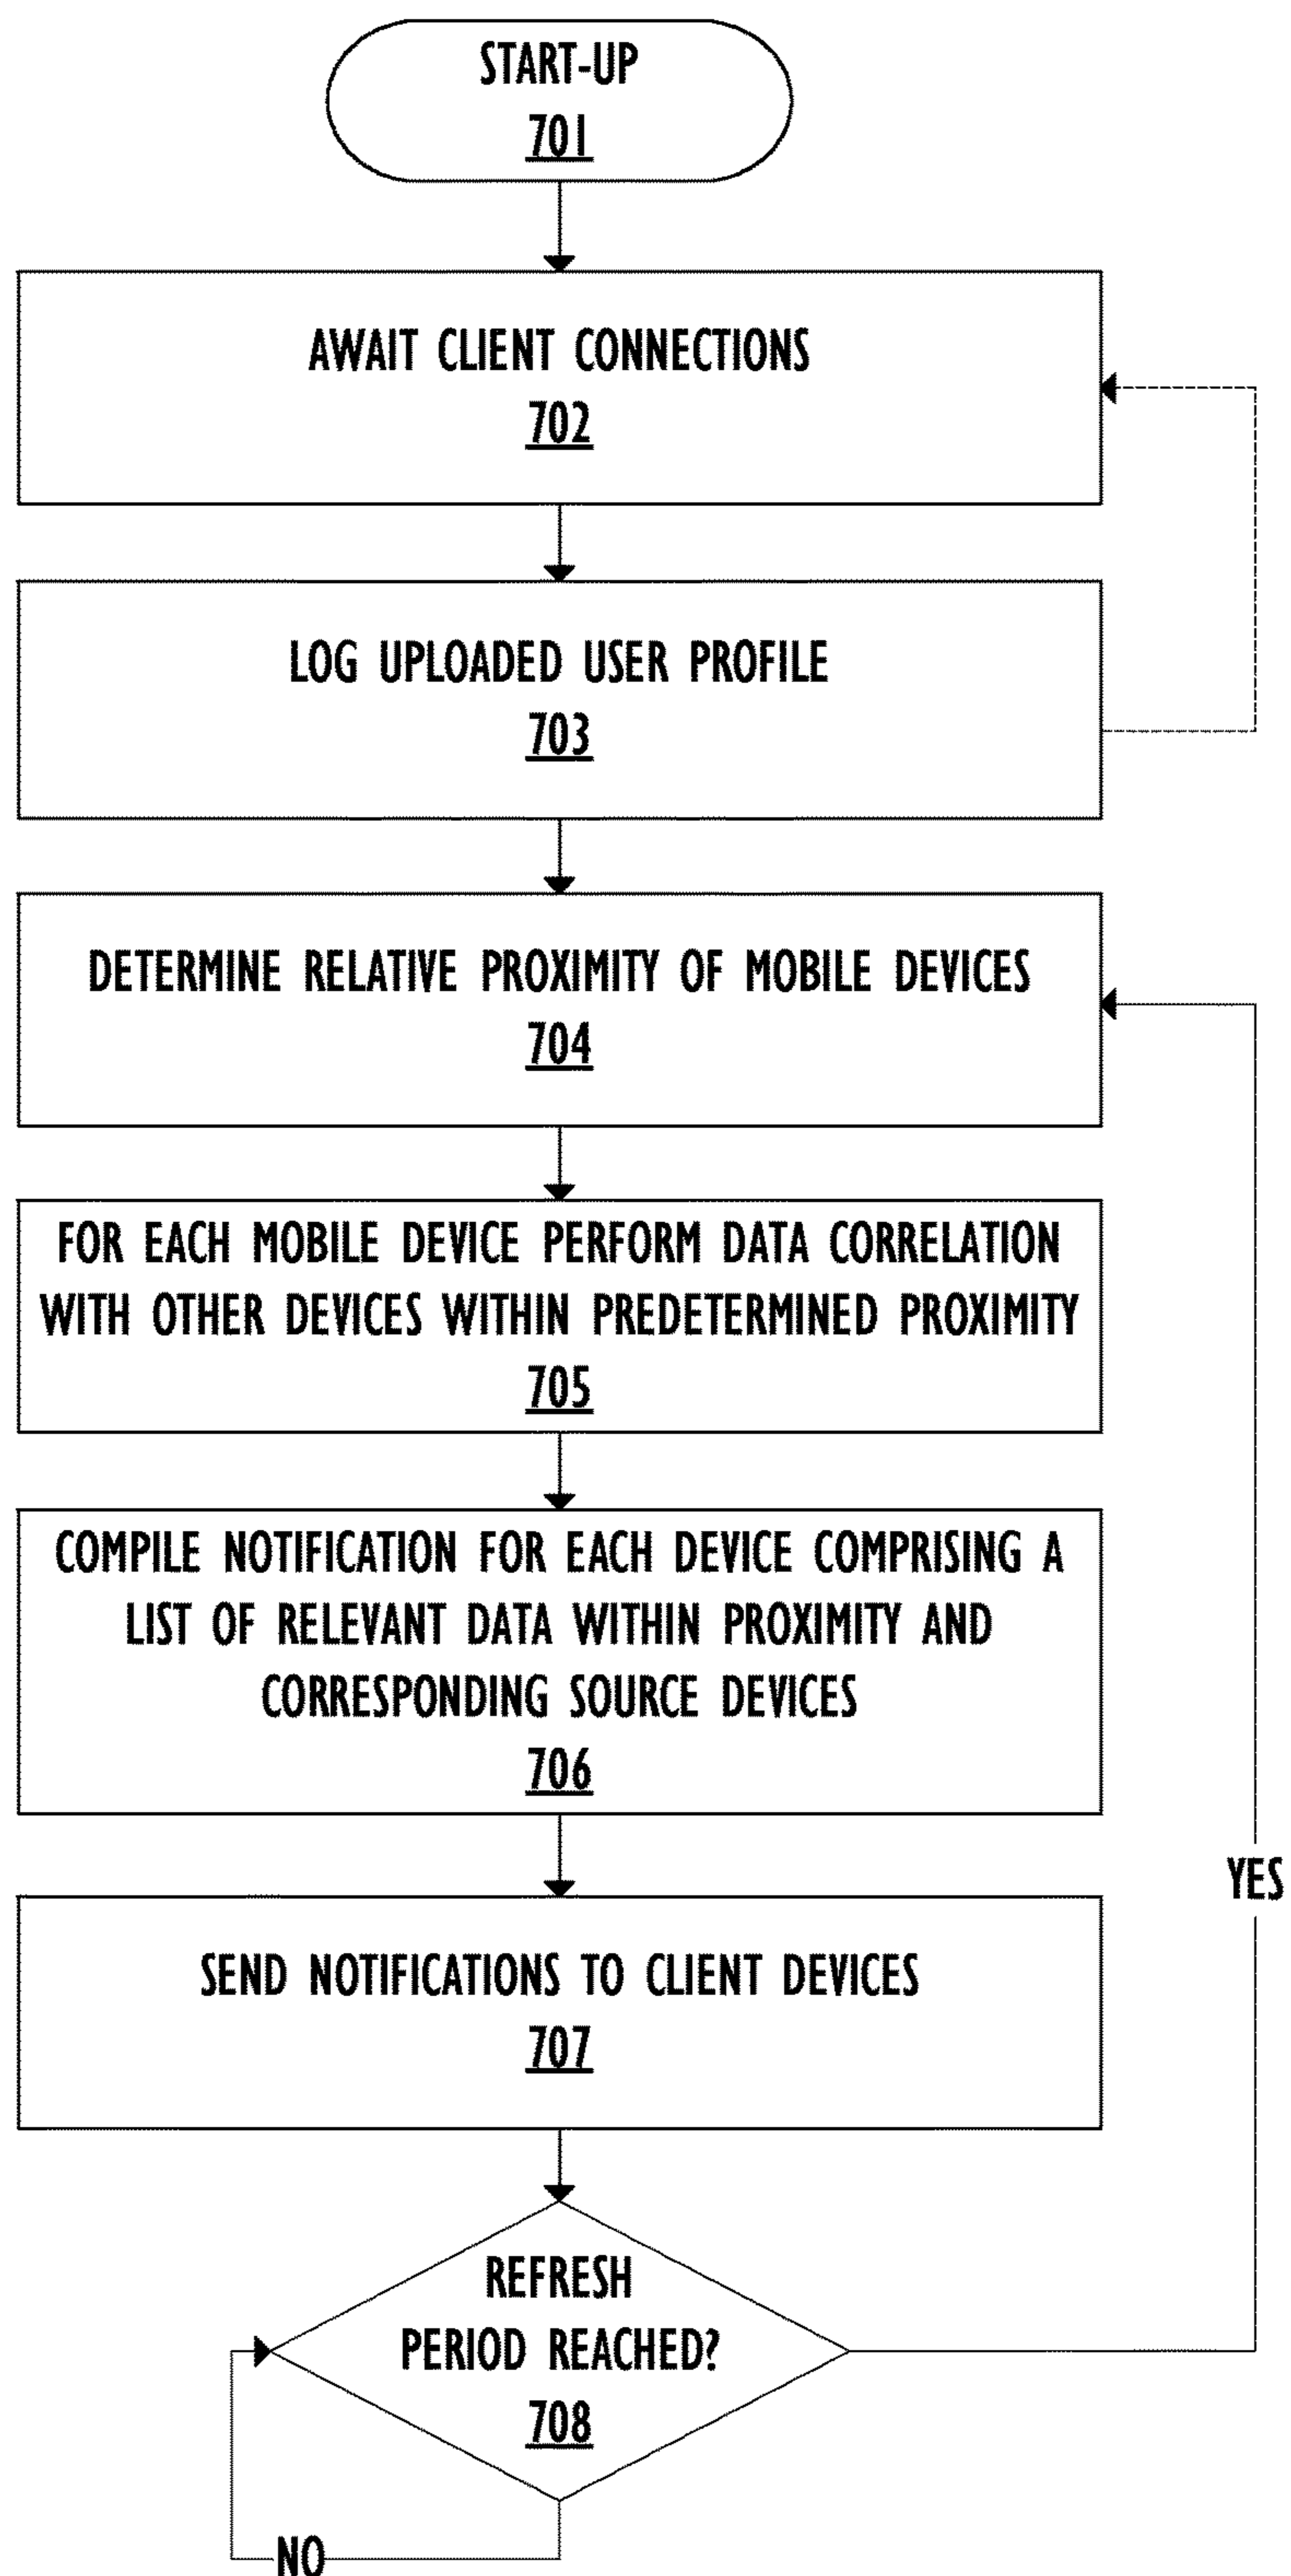 START-UP
701
AWAIT CLIENT CONNECTIONS
702
LOG UPLOADED USER PROFILE
703
DETERMINE RELATIVE PROXIMITY OF MOBILE DEVICES
704
FOR EACH MOBILE DEVICE PERFORM DATA CORRELATION
WITH OTHER DEVICES WITHIN PREDETERMINED PROXIMITY
705
COMPILE NOTIFICATION FOR EACH DEVICE COMPRISING A
LIST OF RELEVANT DATA WITHIN PROXIMITY AND
CORRESPONDING SOURCE DEVICES
706
YES
SEND NOTIFICATIONS TO CLIENT DEVICES
707
REFRESH
PERIOD REACHED?
708
NO